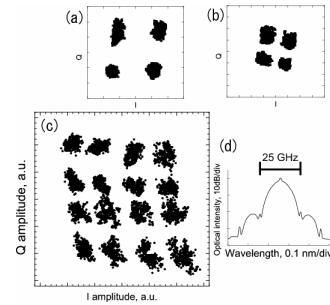 (a)
Q
I
(b)
Q
I
(c)
Q amplitude, a.u.
I amplitude, a.u.
(d)
25 GHz
Optical intensity, 10dB/div
Wavelength, 0.1 nm/div